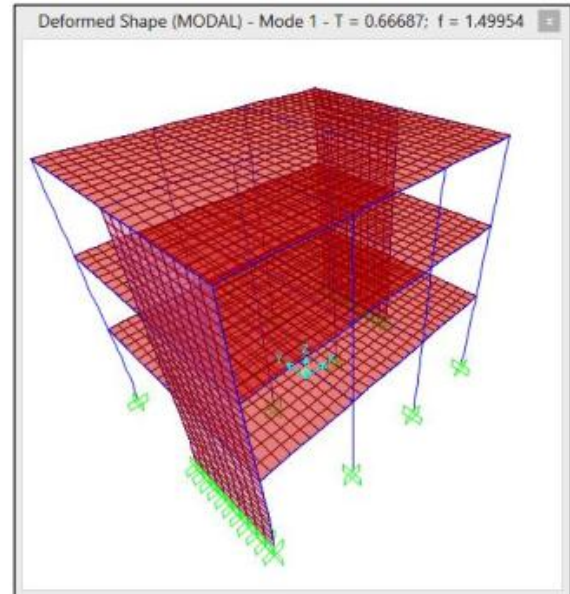 Deformed Shape (MODAL) - Mode 1 - T = 0.66687; f = 1.49954